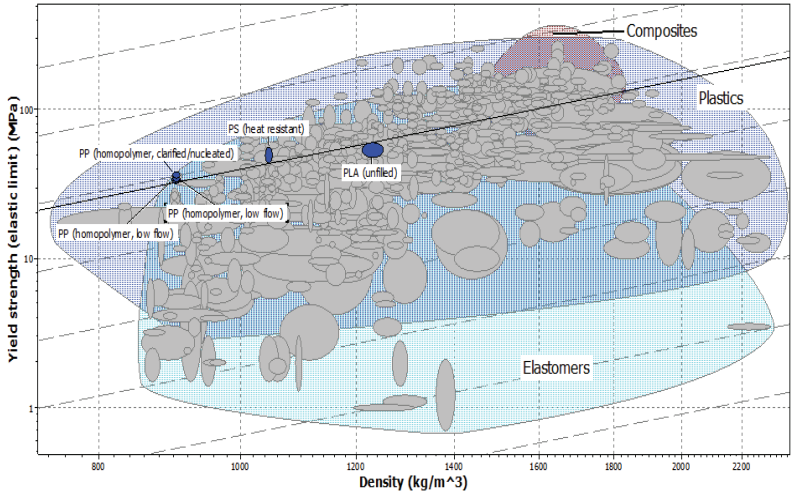 Composites
Plastics
PS (heat resistant)
PP (homopolymer, clarified/nucleated)
PLA (unfilled)
PP (homopolymer, low flow)
PP (homopolymer, low flow)
Elastomers
Yield strength (elastic limit) (MPa)
100
10
1
800
1000
1200
1400
1600
1800
2000
2200
Density (kg/m^3)